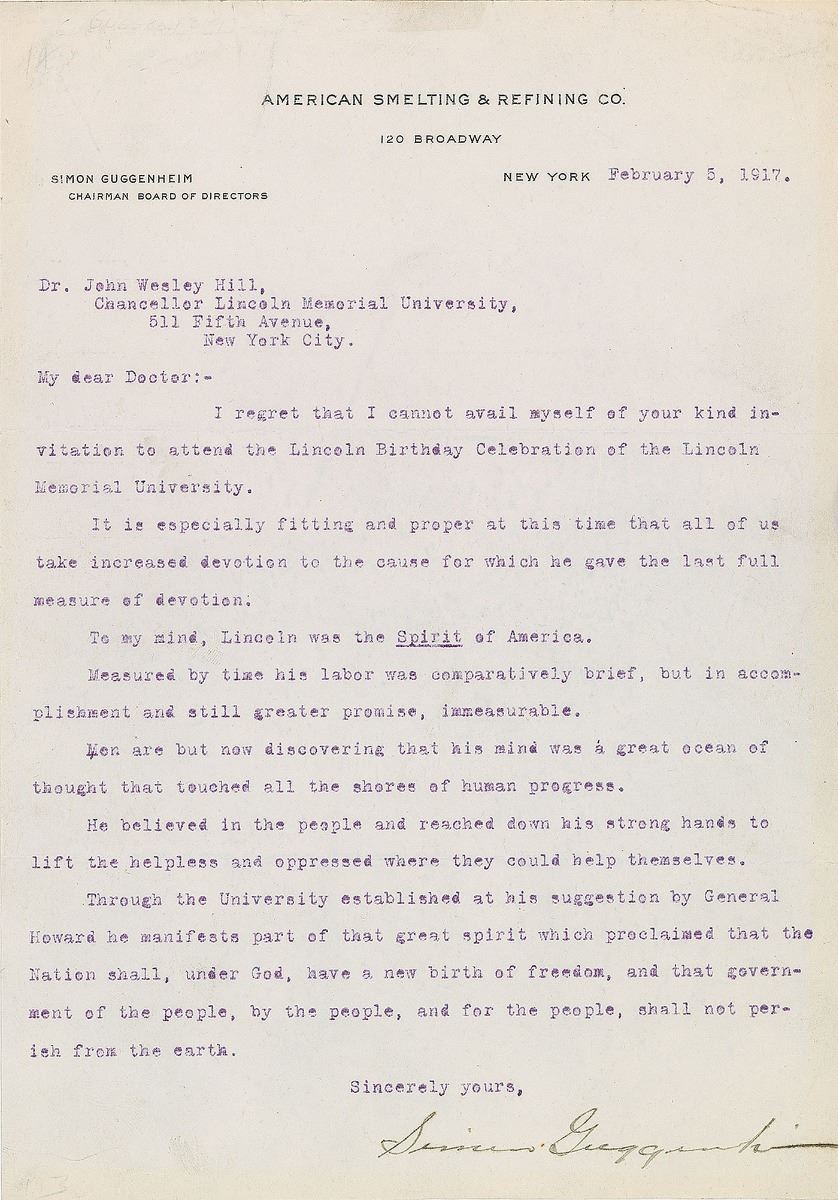 AMERICAN SMELTING & REFINING CO.
120 BROADWAY
SIMON GUGGENHEIM
CHAIRMAN BOARD OF DIRECTORS
NEW YORK February 5, 1917.
Dr. John Wesley Hill,
Chancellor Lincoln Memorial University,
511 Fifth Avenue,
New York City.
My dear Doctor:-
I regret that I cannot avail myself of your kind in-
vitation to attend the Lincoln Birthday Celebration of the Lincoln
Memorial University.
It is especially fitting and proper at this time that all of us
take increased devotion to the cause for which he gave the last full
measure of devotion.
To my mind, Lincoln was the Spirit of America.
Measured by time his labor was comparatively brief, but in accom-
plishment and still greater promise, immeasurable.
Men are but now discovering that his mind was a great ocean of
thought that touched all the shores of human progress.
He believed in the people and reached down his strong hands to
lift the helpless and oppressed where they could help themselves.
Through the University established at his suggestion by General
Howard he manifests part of that great spirit which proclaimed that the
Nation shall, under God, have a new birth of freedom, and that govern-
ment of the people, by the people, and for the people, shall not per-
ish from the earth.
Sincerely yours,
Simon Guggenheim